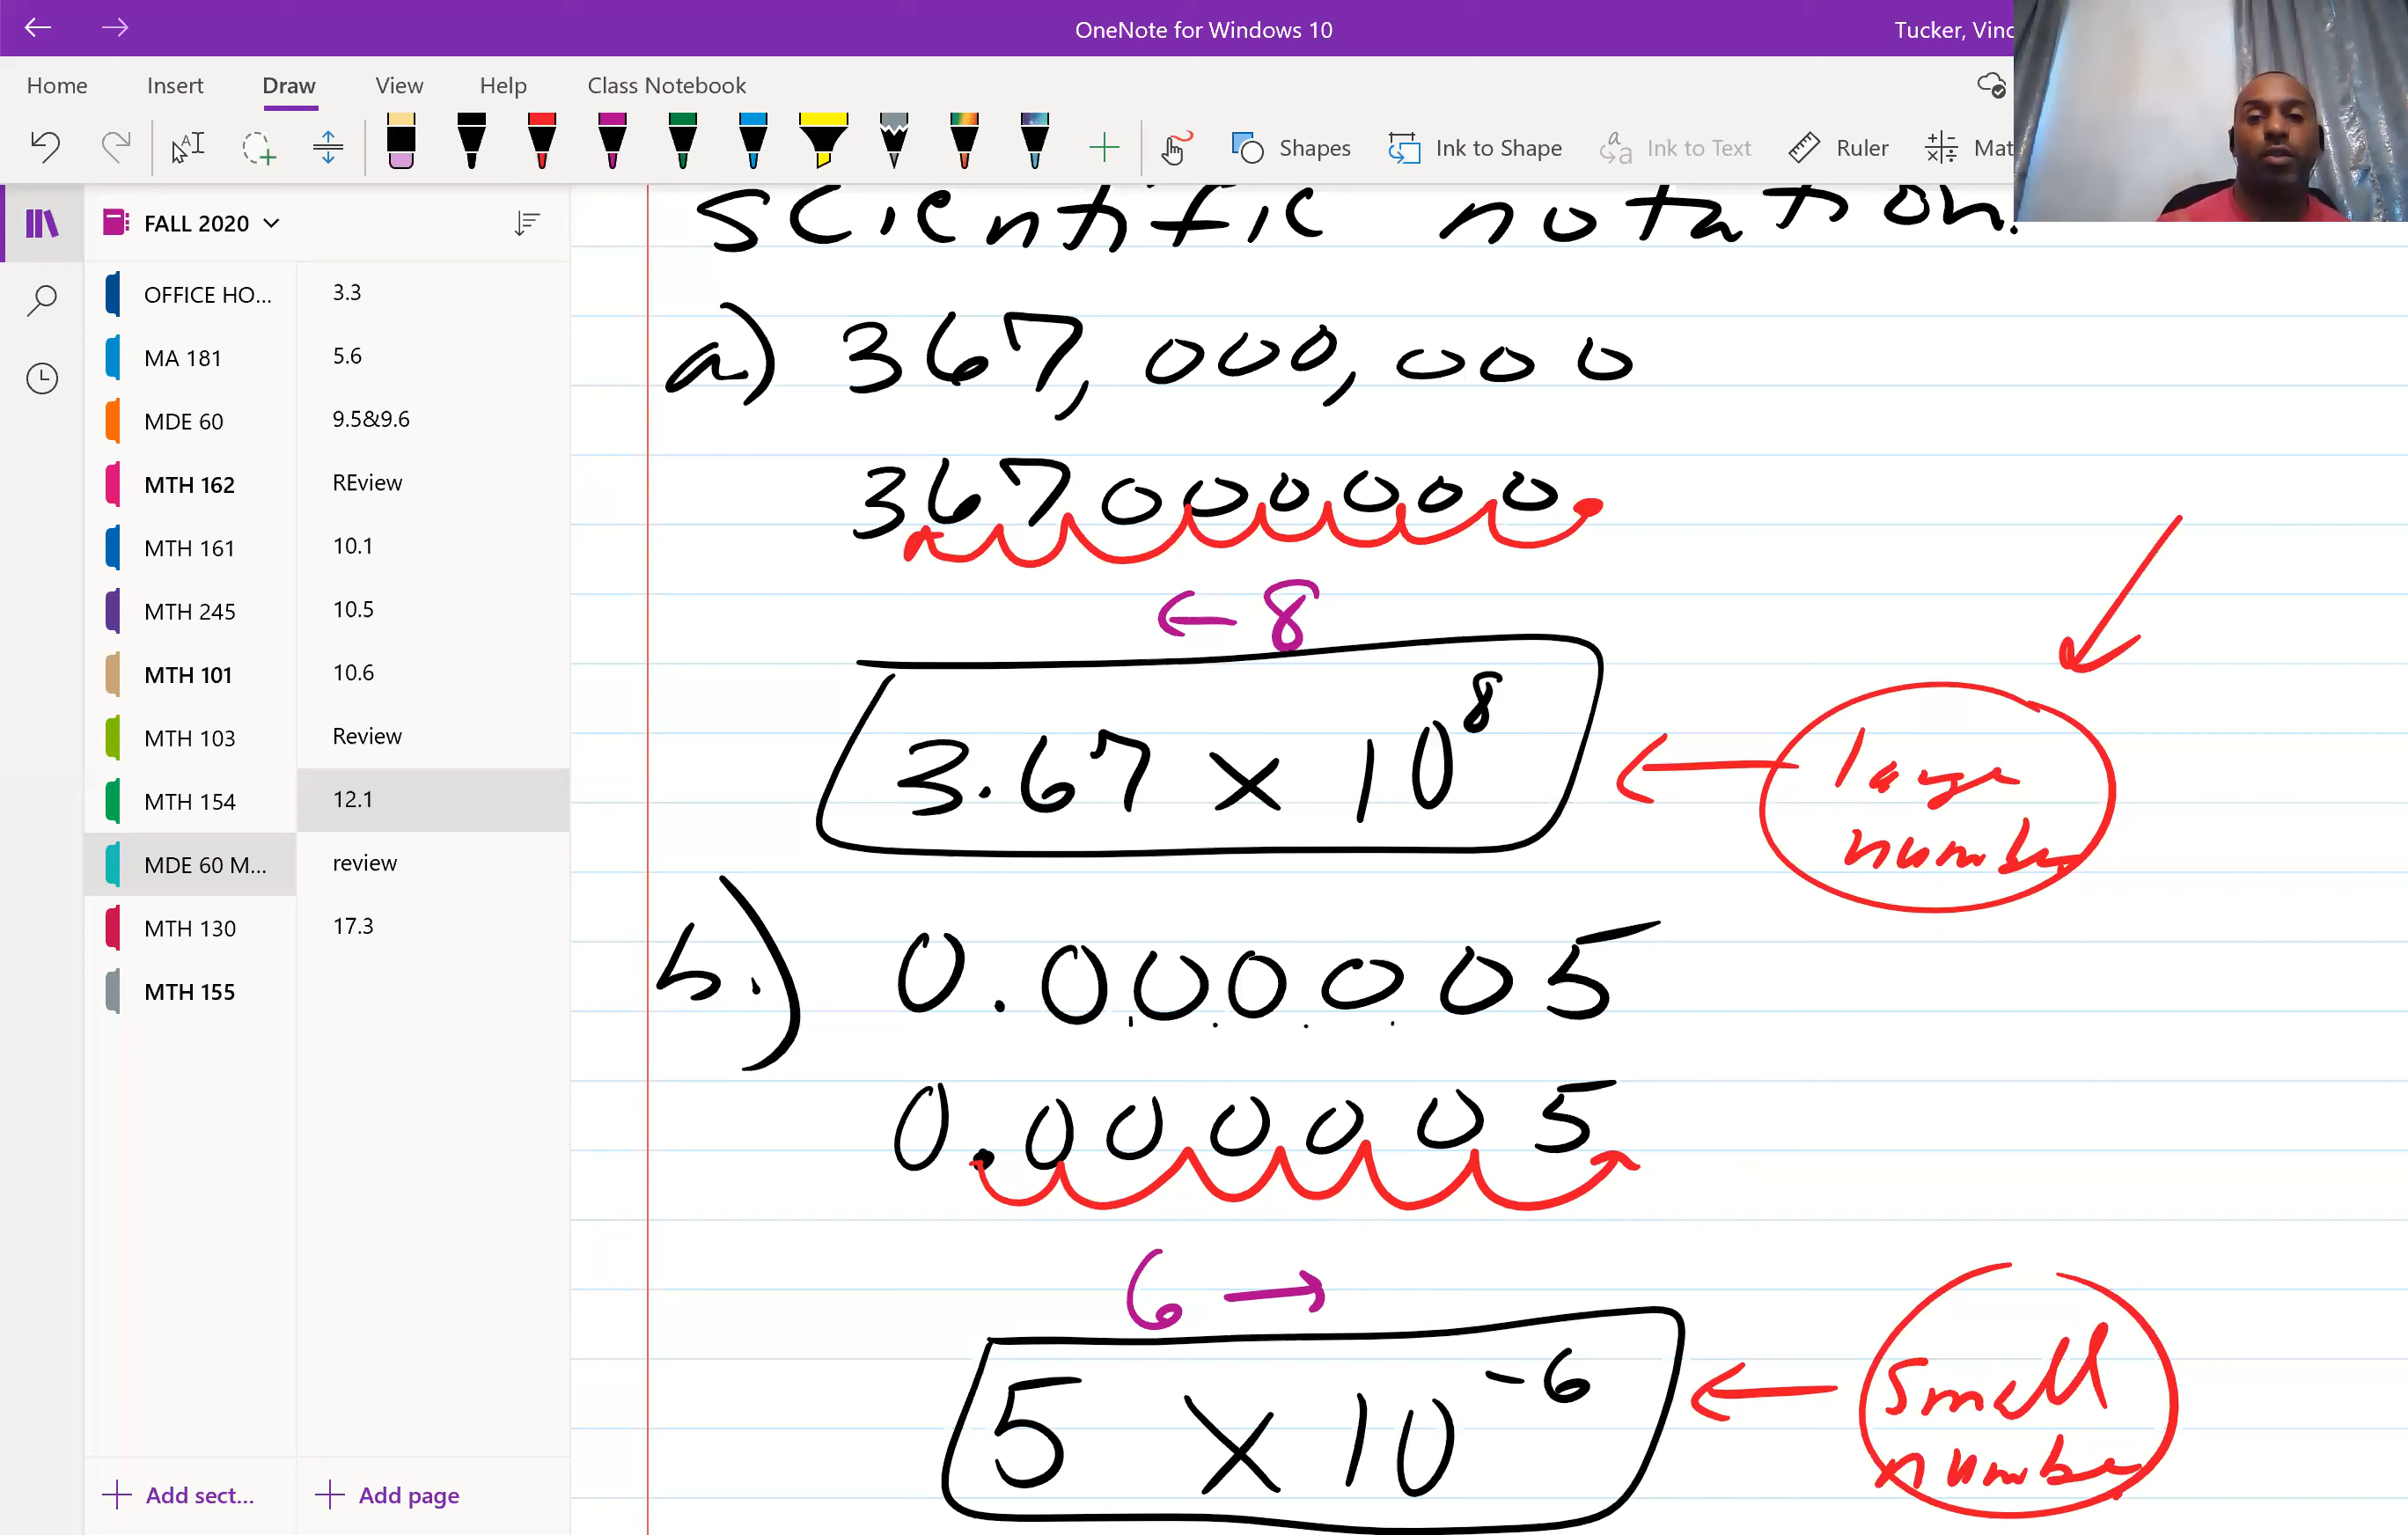 OneNote for Windows 10
Tucker, Vinc
Home Insert Draw View Help Class Notebook
Shapes Ink to Shape Ink to Text Ruler Mat
FALL 2020
OFFICE HO...
MA 181
MDE 60
MTH 162
MTH 161
MTH 245
MTH 101
MTH 103
MTH 154
MDE 60 M...
MTH 130
MTH 155
3.3
5.6
9.5&9.6
REview
10.1
10.5
10.6
Review
12.1
review
17.3
+ Add sect...
+ Add page
scientific notation.
a) 367,000,000
367000000
← 8
3.67 × 10⁸
← large
number
b.) 0.000005
0.000005
6 →
5 × 10⁻⁶
← small
number